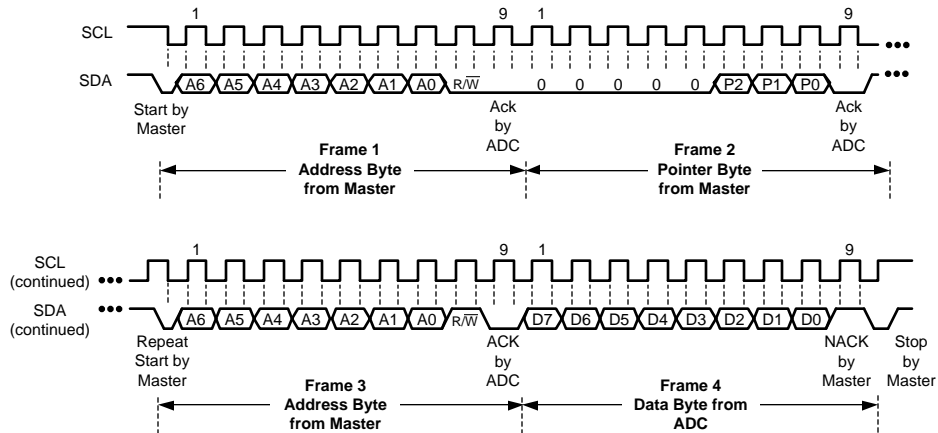 1 9 1 9
SCL
SDA A6 A5 A4 A3 A2 A1 A0 R/W̅ 0 0 0 0 0 P2 P1 P0
Start by
Master
Ack
by
ADC
Ack
by
ADC
Frame 1
Address Byte
from Master
Frame 2
Pointer Byte
from Master
1 9 1 9
SCL
(continued)
SDA
(continued)
A6 A5 A4 A3 A2 A1 A0 R/W̅ D7 D6 D5 D4 D3 D2 D1 D0
Repeat
Start by
Master
ACK
by
ADC
NACK
by
Master
Stop
by
Master
Frame 3
Address Byte
from Master
Frame 4
Data Byte from
ADC